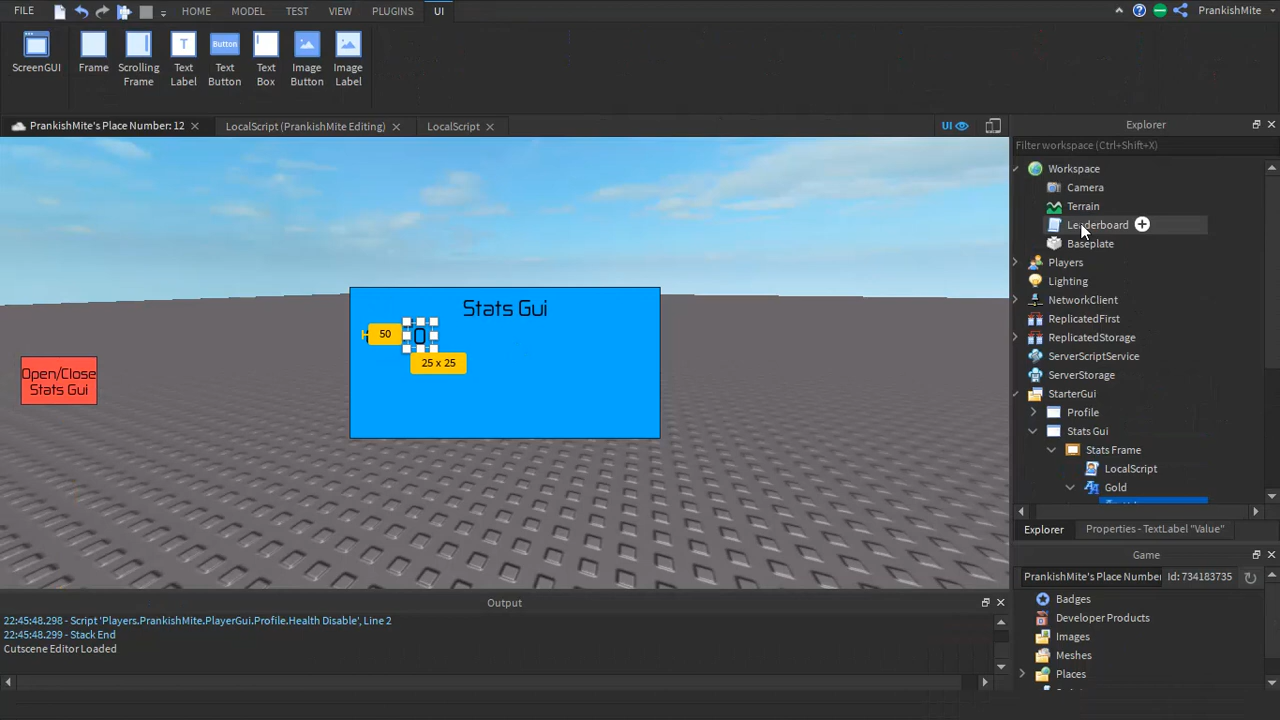 FILE HOME MODEL TEST VIEW PLUGINS UI PrankishMite
ScreenGUI Frame Scrolling Frame Text Label Text Button Text Box Image Button Image Label
T Button
PrankishMite's Place Number: 12 LocalScript (PrankishMite Editing) LocalScript
UI
Explorer
Filter workspace (Ctrl+Shift+X)
Workspace
Camera
Terrain
Leaderboard
Baseplate
Players
Lighting
NetworkClient
ReplicatedFirst
ReplicatedStorage
ServerScriptService
ServerStorage
StarterGui
Profile
Stats Gui
Stats Frame
LocalScript
Gold
Explorer Properties - TextLabel "Value"
Game
PrankishMite's Place Number Id: 734183735
Badges
Developer Products
Images
Meshes
Places
Stats Gui
50 0
25 x 25
Open/Close
Stats Gui
Output
22:45:48.298 - Script 'Players.PrankishMite.PlayerGui.Profile.Health Disable', Line 2
22:45:48.299 - Stack End
Cutscene Editor Loaded